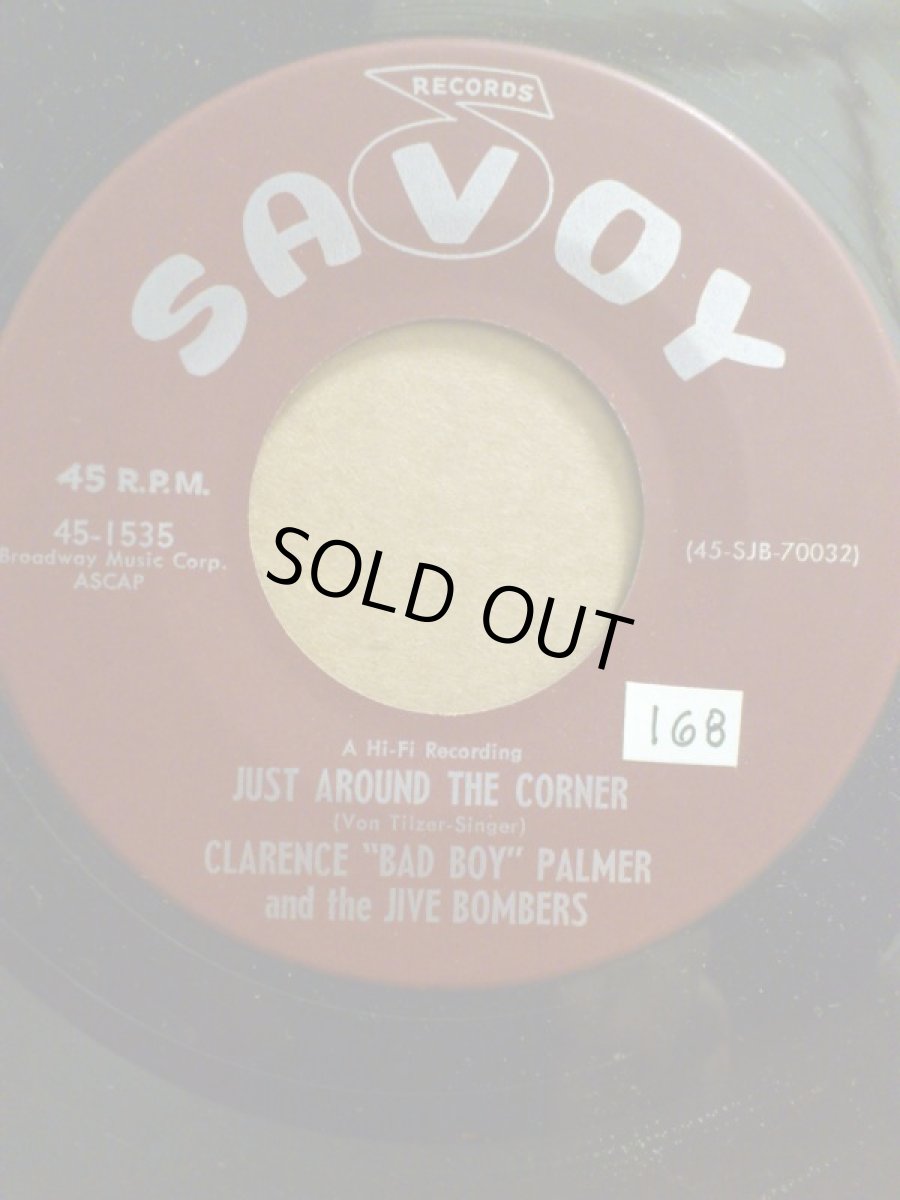 RECORDS
SAVOY
45 R.P.M.
45-1535
Broadway Music Corp.
ASCAP
(45-SJB-70032)
SOLD OUT
168
A Hi-Fi Recording
JUST AROUND THE CORNER
(Von Tilzer-Singer)
CLARENCE "BAD BOY" PALMER
and the JIVE BOMBERS